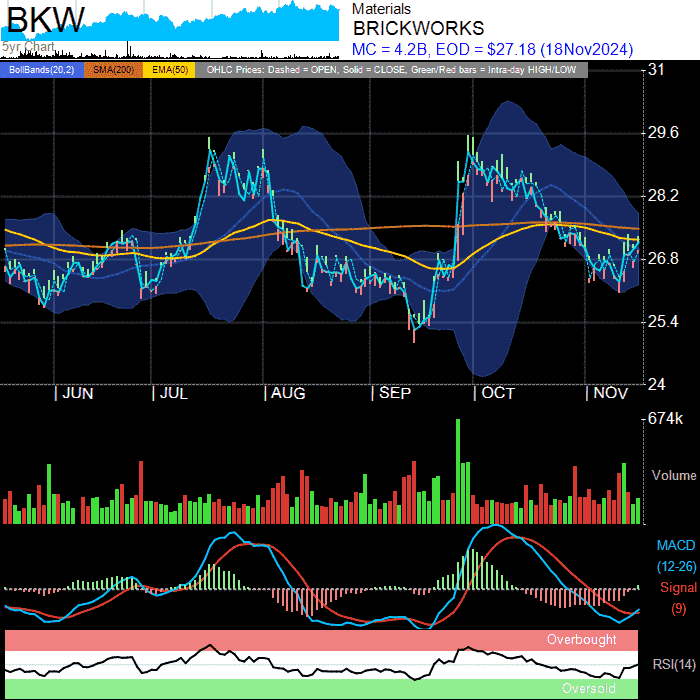 BKW
5yr Chart
Materials
BRICKWORKS
MC = 4.2B, EOD = $27.18 (18Nov2024)
BollBands(20,2) SMA(200) EMA(50) OHLC Prices: Dashed = OPEN, Solid = CLOSE, Green/Red bars = Intra-day HIGH/LOW
31
29.6
28.2
26.8
25.4
24
| JUN | JUL | AUG | SEP | OCT | NOV
674k
Volume
MACD
(12-26)
Signal
(9)
Overbought
RSI(14)
Oversold